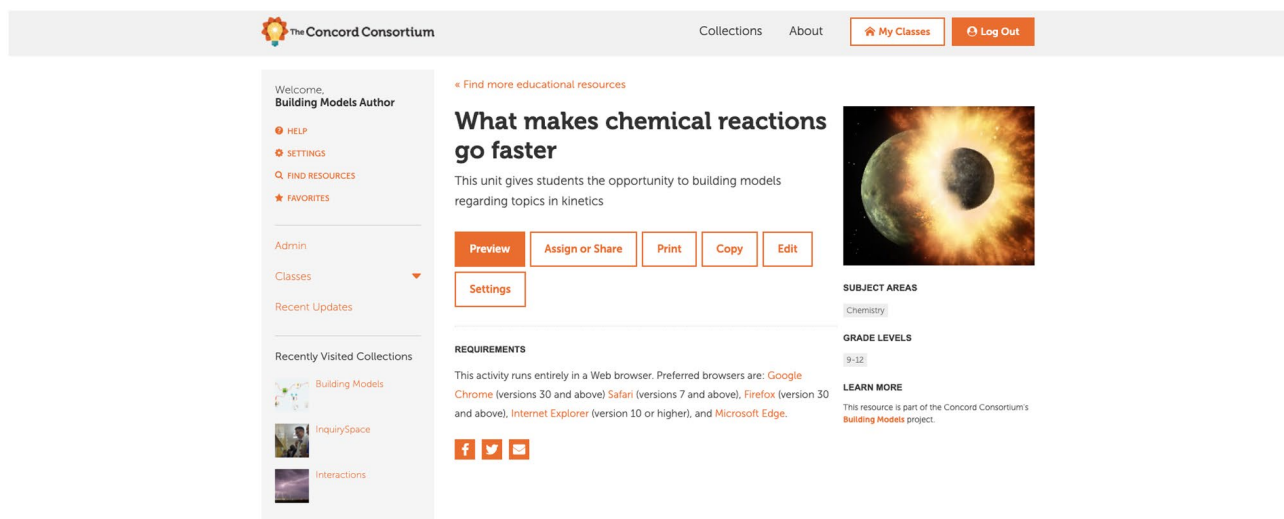 The Concord Consortium
Collections
About
My Classes
Log Out
Welcome,
Building Models Author
HELP
SETTINGS
FIND RESOURCES
FAVORITES
Admin
Classes
Recent Updates
Recently Visited Collections
Building Models
InquirySpace
Interactions
« Find more educational resources
What makes chemical reactions
go faster
This unit gives students the opportunity to building models
regarding topics in kinetics
Preview
Assign or Share
Print
Copy
Edit
Settings
REQUIREMENTS
This activity runs entirely in a Web browser. Preferred browsers are: Google
Chrome (versions 30 and above) Safari (versions 7 and above), Firefox (version 30
and above), Internet Explorer (version 10 or higher), and Microsoft Edge.
SUBJECT AREAS
Chemistry
GRADE LEVELS
9-12
LEARN MORE
This resource is part of the Concord Consortium's
Building Models project.